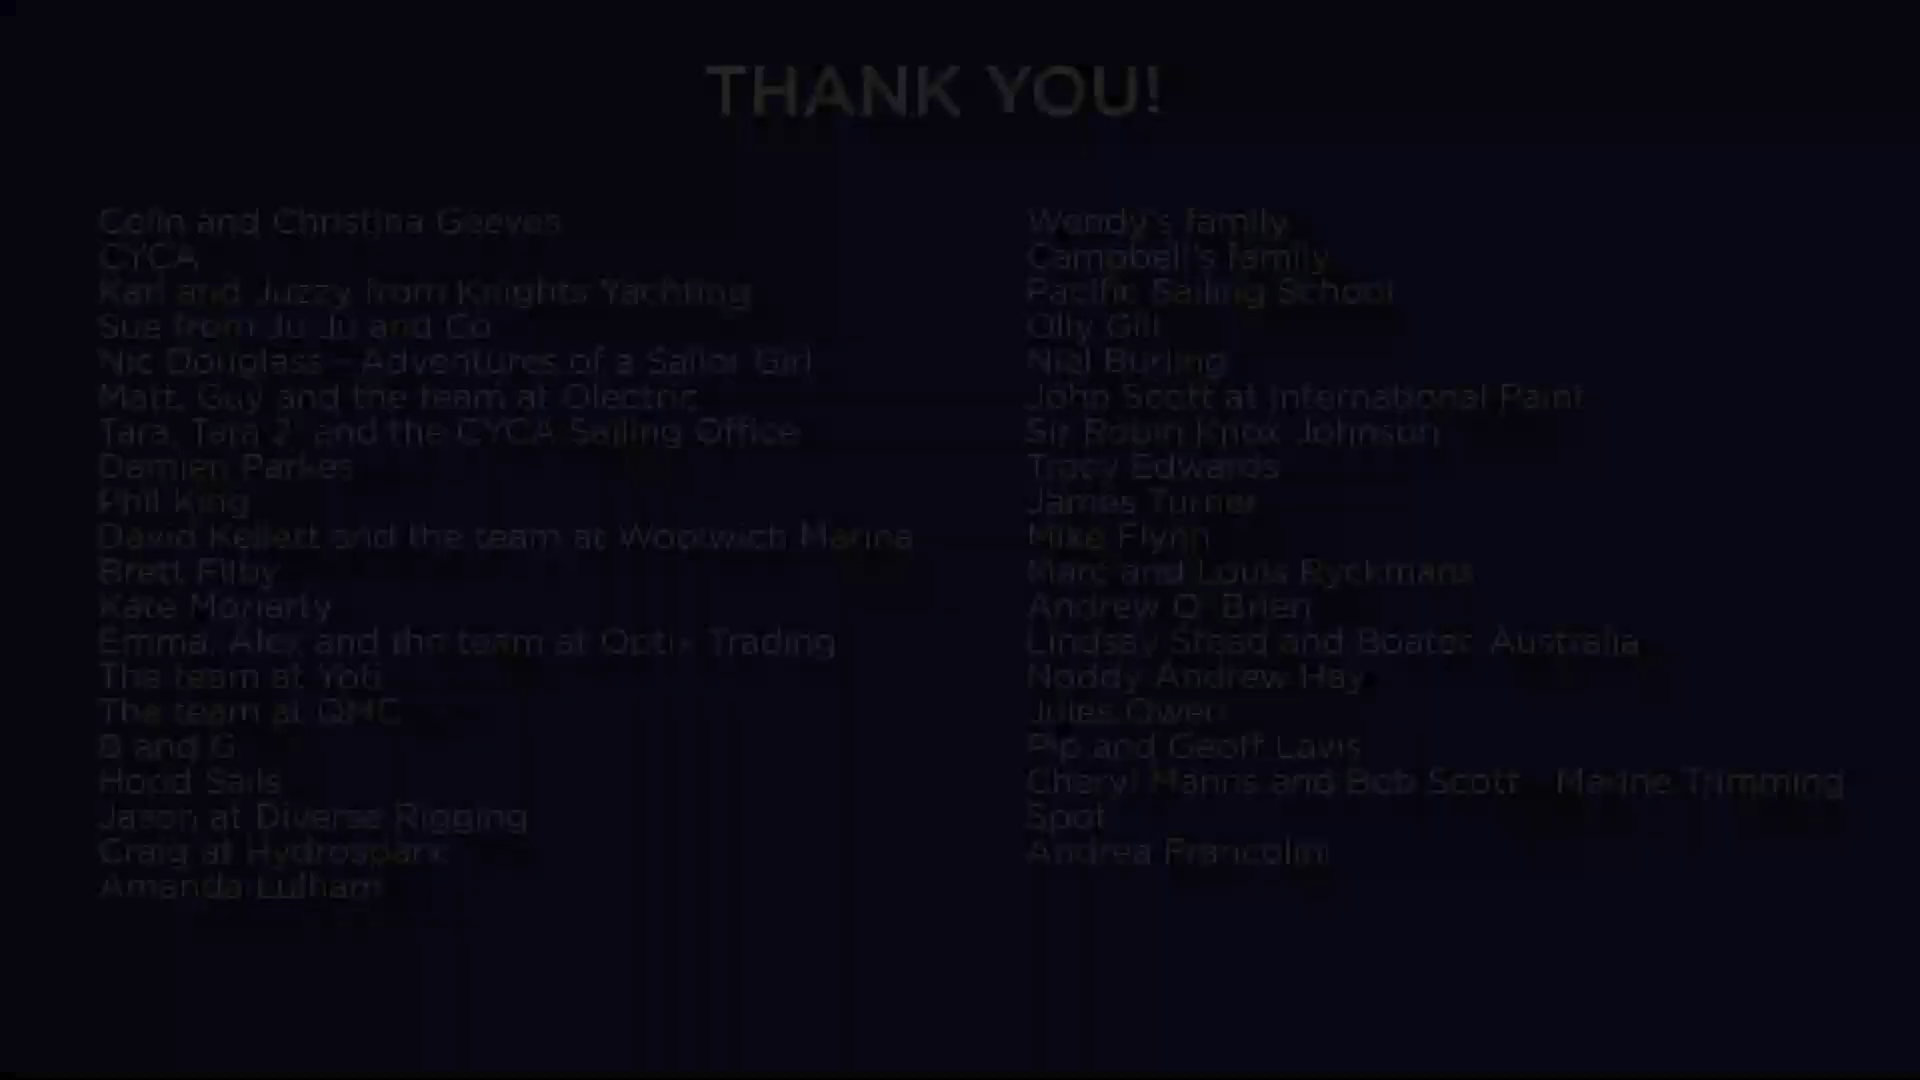 THANK YOU!
Colin and Christina Geeves
CYCA
Karl and Juzzy from Knights Yachting
Sue from Ju Ju and Co
Nic Douglass - Adventures of a Sailor Girl
Matt, Guy and the team at Olectric
Tara, Tara 2, and the CYCA Sailing Office
Damien Parkes
Phil King
David Kellett and the team at Woolwich Marina
Brett Filby
Kate Moriarty
Emma, Alex and the team at Optix Trading
The team at Yoti
The team at QMC
B and G
Hood Sails
Jason at Diverse Rigging
Craig at Hydrospark
Amanda Lulham
Wendy's family
Campbell's family
Pacific Sailing School
Olly Gill
Niel Burling
John Scott at International Paint
Sir Robin Knox Johnson
Tracy Edwards
James Turner
Mike Flynn
Marc and Louis Ryckmans
Andrew O' Brien
Lindsay Stead and Boatec Australia
Noddy Andrew Hay
Jules Owen
Pip and Geoff Lavis
Cheryl Manns and Bob Scott - Marine Trimming
Spot
Andrea Francolini